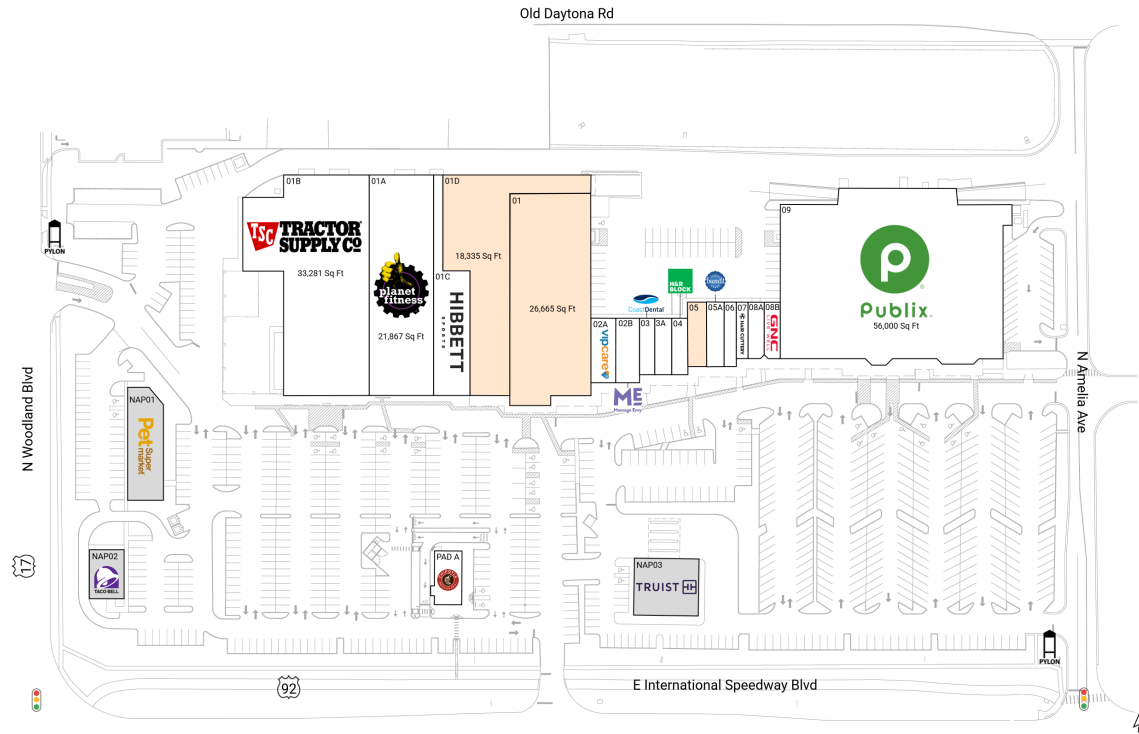 Old Daytona Rd
01B
01A
01D
01
09
TSC TRACTOR
SUPPLY CO
33,281 Sq Ft
planet
fitness
21,867 Sq Ft
18,335 Sq Ft
01C
HIBBETT
SPORTS
26,665 Sq Ft
Publix.
56,000 Sq Ft
H&R
BLOCK
CoastDental
02A
02B
03
3A
04
05
05A
06
07
08A
08B
vipcare
HAIR CUTTERY
GNC
LIVE WELL
ME
Massage Envy
PYLON
N Woodland Blvd
N Amelia Ave
NAP01
Pet Super
market
NAP02
TACO BELL
PAD A
NAP03
TRUIST
17
92
E International Speedway Blvd
PYLON